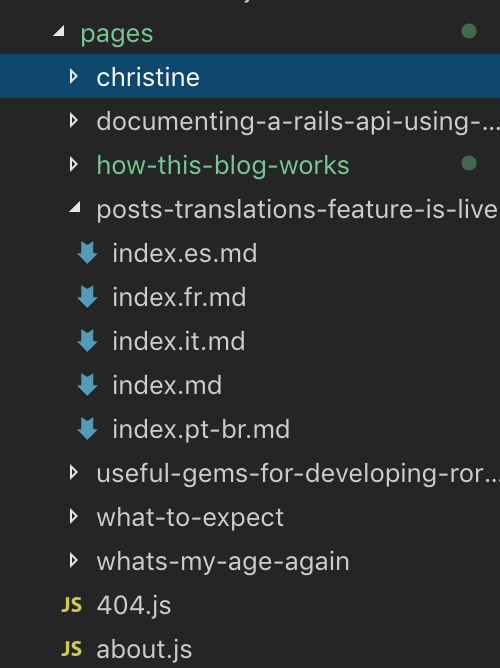 pages
christine
documenting-a-rails-api-using-...
how-this-blog-works
posts-translations-feature-is-live
index.es.md
index.fr.md
index.it.md
index.md
index.pt-br.md
useful-gems-for-developing-ror...
what-to-expect
whats-my-age-again
JS 404.js
JS about.js